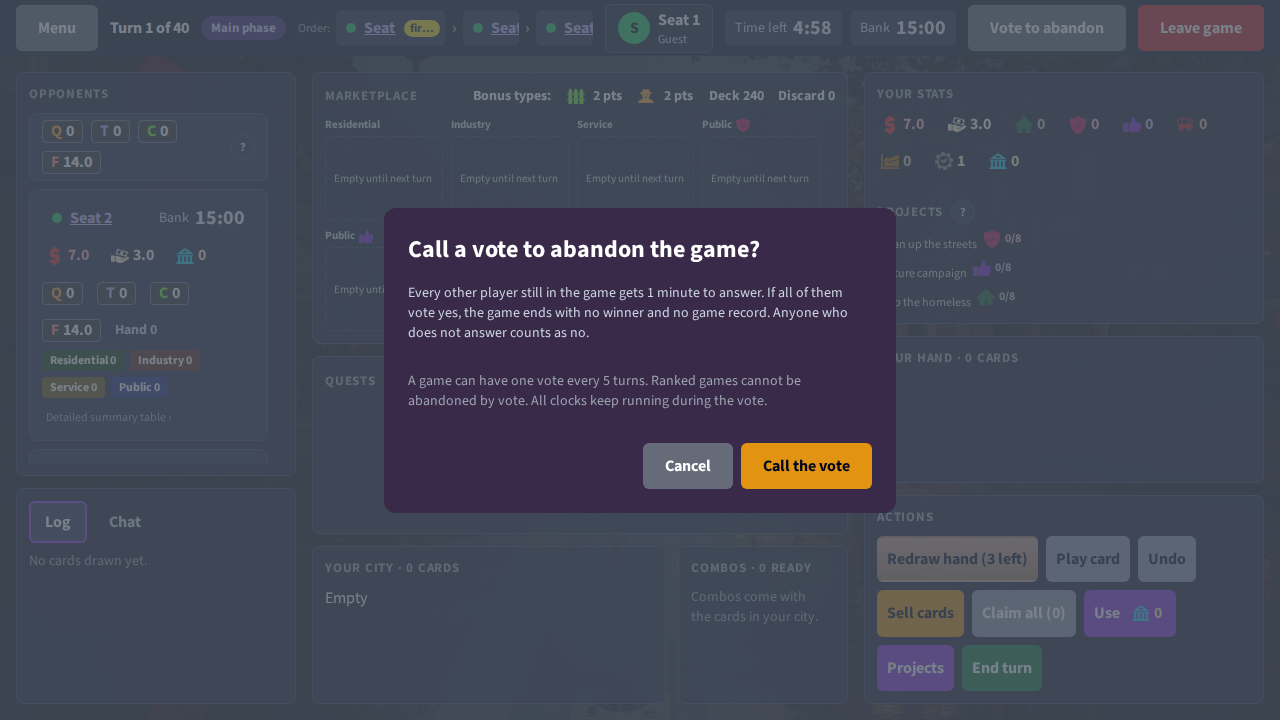 Menu
Turn 1 of 40
Main phase
Order:
Seat
fir...
›
Seat
›
Seat
S
Seat 1
Guest
Time left 4:58
Bank 15:00
Vote to abandon
Leave game
OPPONENTS
Q 0
T 0
C 0
F 14.0
?
Seat 2
Bank 15:00
7.0
3.0
0
Q 0
T 0
C 0
F 14.0
Hand 0
Residential 0
Industry 0
Service 0
Public 0
Detailed summary table ›
Log
Chat
No cards drawn yet.
MARKETPLACE
Bonus types:
2 pts
2 pts
Deck 240
Discard 0
Residential
Industry
Service
Public
Empty until next turn
Empty until next turn
Empty until next turn
Empty until next turn
Public
Empty unti
QUESTS
Call a vote to abandon the game?
Every other player still in the game gets 1 minute to answer. If all of them
vote yes, the game ends with no winner and no game record. Anyone who
does not answer counts as no.
A game can have one vote every 5 turns. Ranked games cannot be
abandoned by vote. All clocks keep running during the vote.
Cancel
Call the vote
YOUR CITY · 0 CARDS
Empty
COMBOS · 0 READY
Combos come with
the cards in your city.
YOUR STATS
7.0
3.0
0
0
0
0
0
1
0
OJECTS
?
an up the streets
0/8
ture campaign
0/8
the homeless
0/8
UR HAND · 0 CARDS
ACTIONS
Redraw hand (3 left)
Play card
Undo
Sell cards
Claim all (0)
Use 0
Projects
End turn